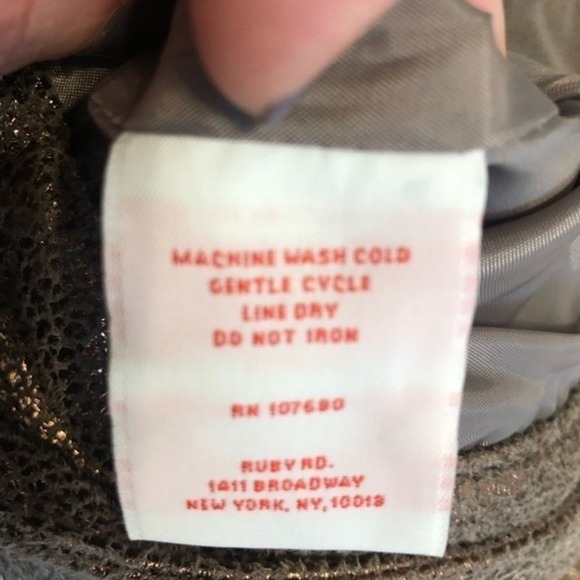 MACHINE WASH COLD
GENTLE CYCLE
LINE DRY
DO NOT IRON
RN 107680
RUBY RD.
1411 BROADWAY
NEW YORK, NY, 10018